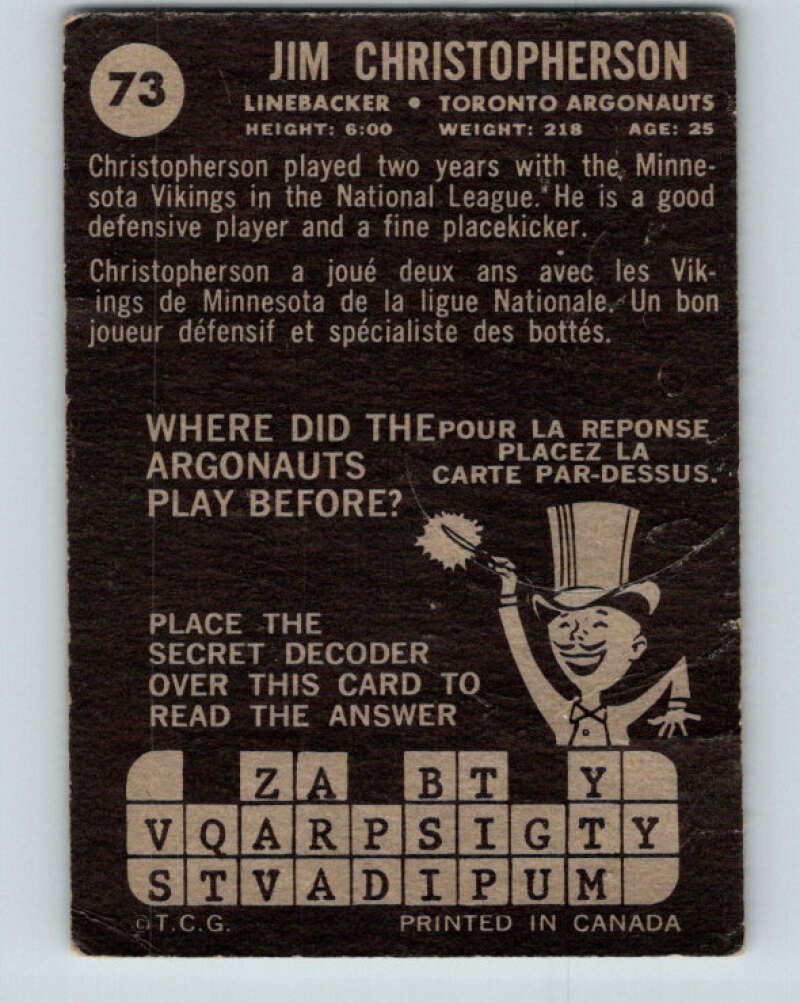 73
JIM CHRISTOPHERSON
LINEBACKER • TORONTO ARGONAUTS
HEIGHT: 6:00 WEIGHT: 218 AGE: 25
Christopherson played two years with the Minne-
sota Vikings in the National League. He is a good
defensive player and a fine placekicker.
Christopherson a joué deux ans avec les Vik-
ings de Minnesota de la ligue Nationale. Un bon
joueur défensif et spécialiste des bottés.
WHERE DID THE
ARGONAUTS
PLAY BEFORE?
POUR LA REPONSE
PLACEZ LA
CARTE PAR-DESSUS.
PLACE THE
SECRET DECODER
OVER THIS CARD TO
READ THE ANSWER
Z A B T Y
V Q A R P S I G T Y
S T V A D I P U M
©T.C.G. PRINTED IN CANADA